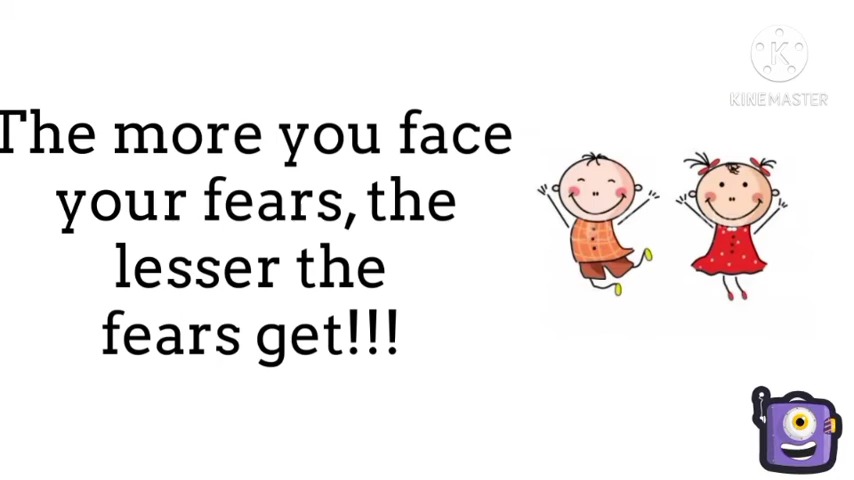 K
KINEMASTER
The more you face
your fears, the
lesser the
fears get!!!